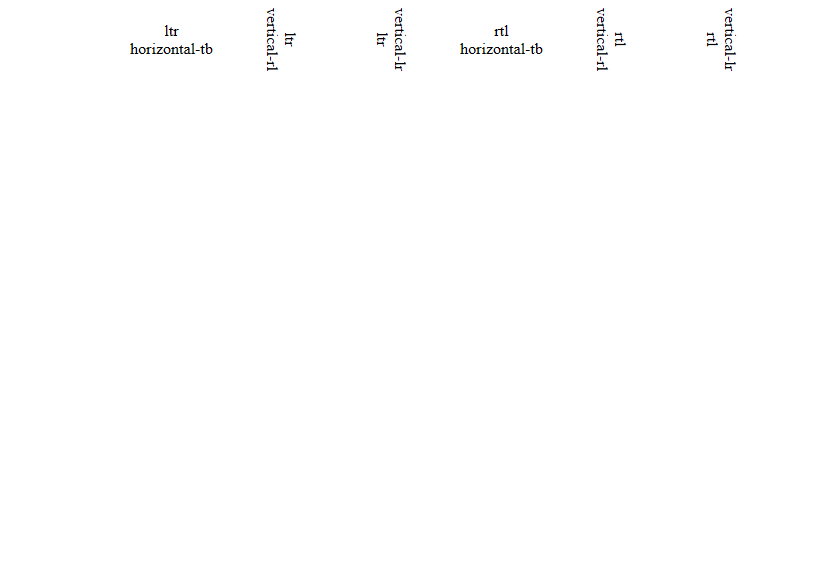 ltr
horizontal-tb
ltr
vertical-rl
ltr
vertical-lr
rtl
horizontal-tb
rtl
vertical-rl
rtl
vertical-lr